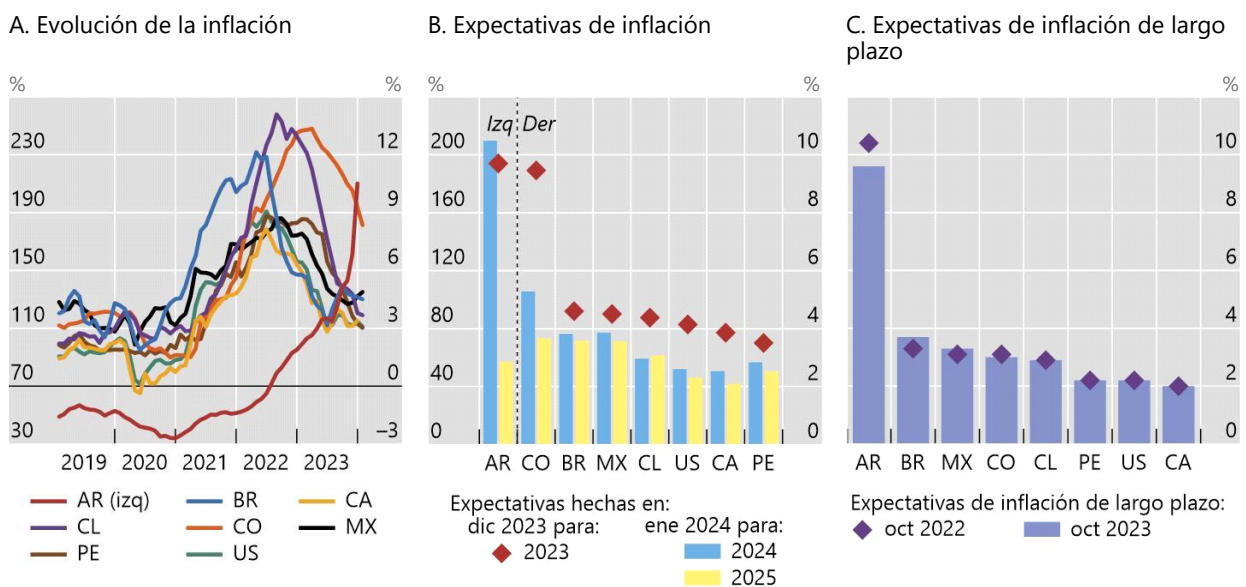 A. Evolución de la inflación
% %
230 12
190 9
150 6
110 3
70 0
30 –3
2019 2020 2021 2022 2023
AR (izq) BR CA
CL CO MX
PE US
B. Expectativas de inflación
% %
Izq Der
200 10
160 8
120 6
80 4
40 2
0 0
AR CO BR MX CL US CA PE
Expectativas hechas en:
dic 2023 para: ene 2024 para:
2023 2024
2025
C. Expectativas de inflación de largo
plazo
%
10
8
6
4
2
0
AR BR MX CO CL PE US CA
Expectativas de inflación de largo plazo:
oct 2022 oct 2023